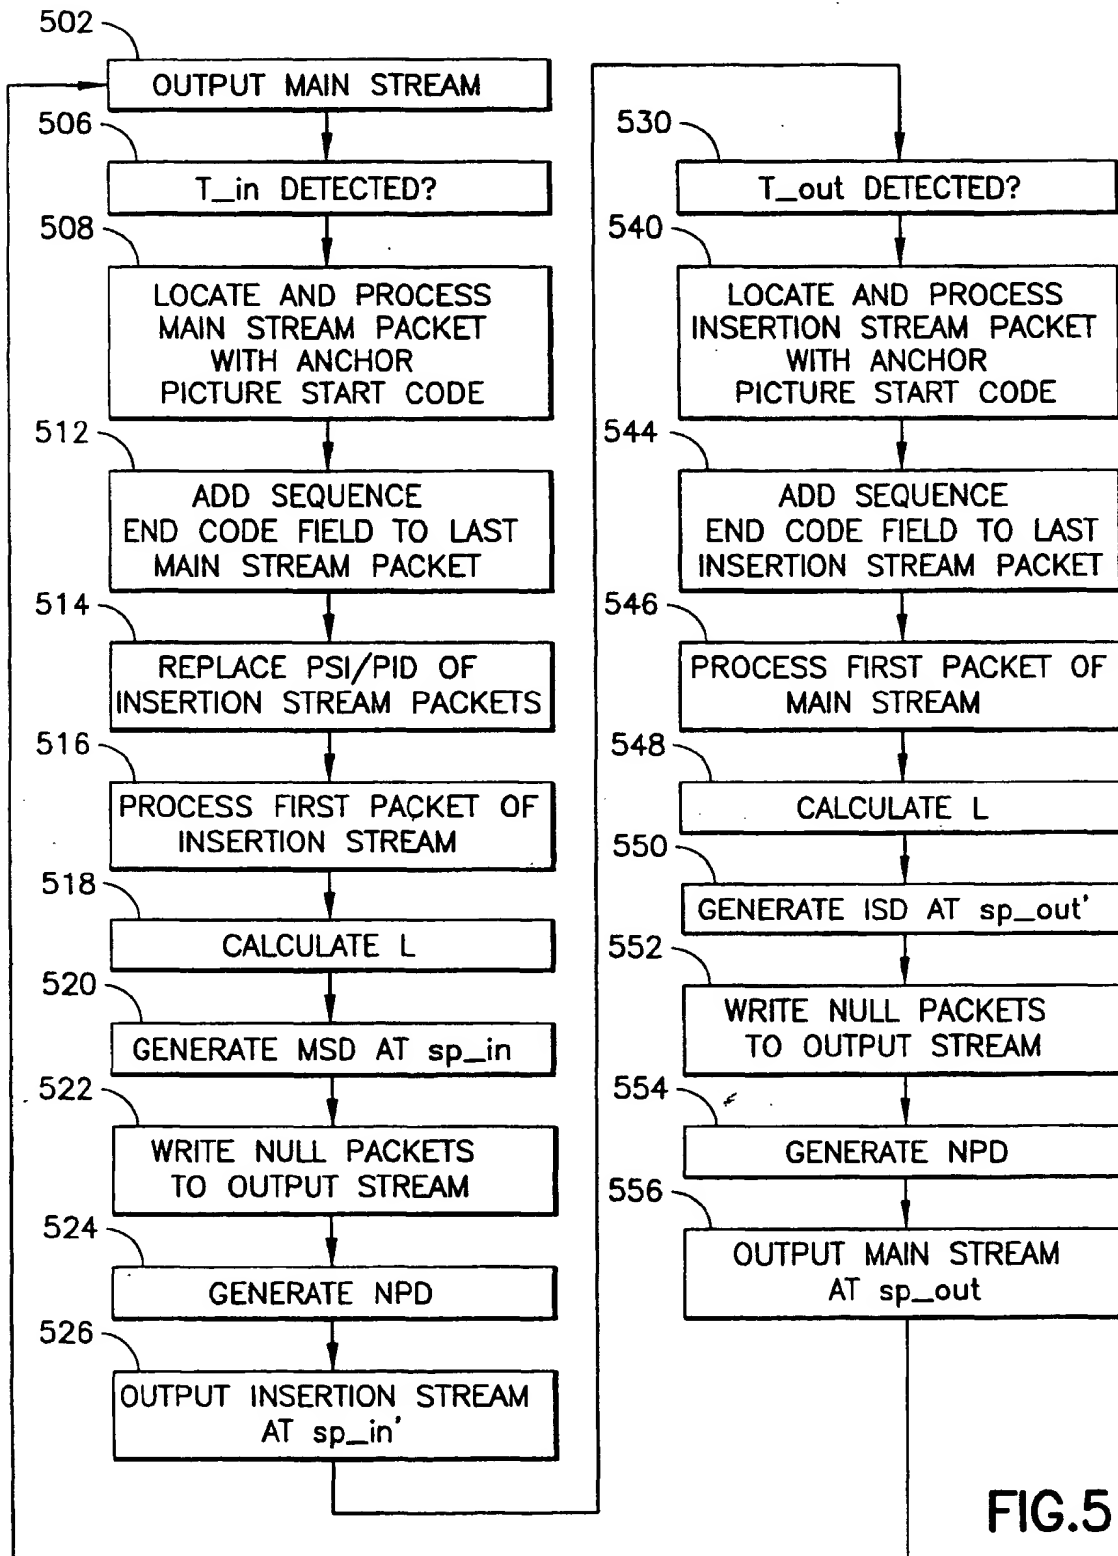 502
OUTPUT MAIN STREAM
506
T_in DETECTED?
508
LOCATE AND PROCESS
MAIN STREAM PACKET
WITH ANCHOR
PICTURE START CODE
512
ADD SEQUENCE
END CODE FIELD TO LAST
MAIN STREAM PACKET
514
REPLACE PSI/PID OF
INSERTION STREAM PACKETS
516
PROCESS FIRST PACKET OF
INSERTION STREAM
518
CALCULATE L
520
GENERATE MSD AT sp_in
522
WRITE NULL PACKETS
TO OUTPUT STREAM
524
GENERATE NPD
526
OUTPUT INSERTION STREAM
AT sp_in'
530
T_out DETECTED?
540
LOCATE AND PROCESS
INSERTION STREAM PACKET
WITH ANCHOR
PICTURE START CODE
544
ADD SEQUENCE
END CODE FIELD TO LAST
INSERTION STREAM PACKET
546
PROCESS FIRST PACKET OF
MAIN STREAM
548
CALCULATE L
550
GENERATE ISD AT sp_out'
552
WRITE NULL PACKETS
TO OUTPUT STREAM
554
GENERATE NPD
556
OUTPUT MAIN STREAM
AT sp_out
FIG.5